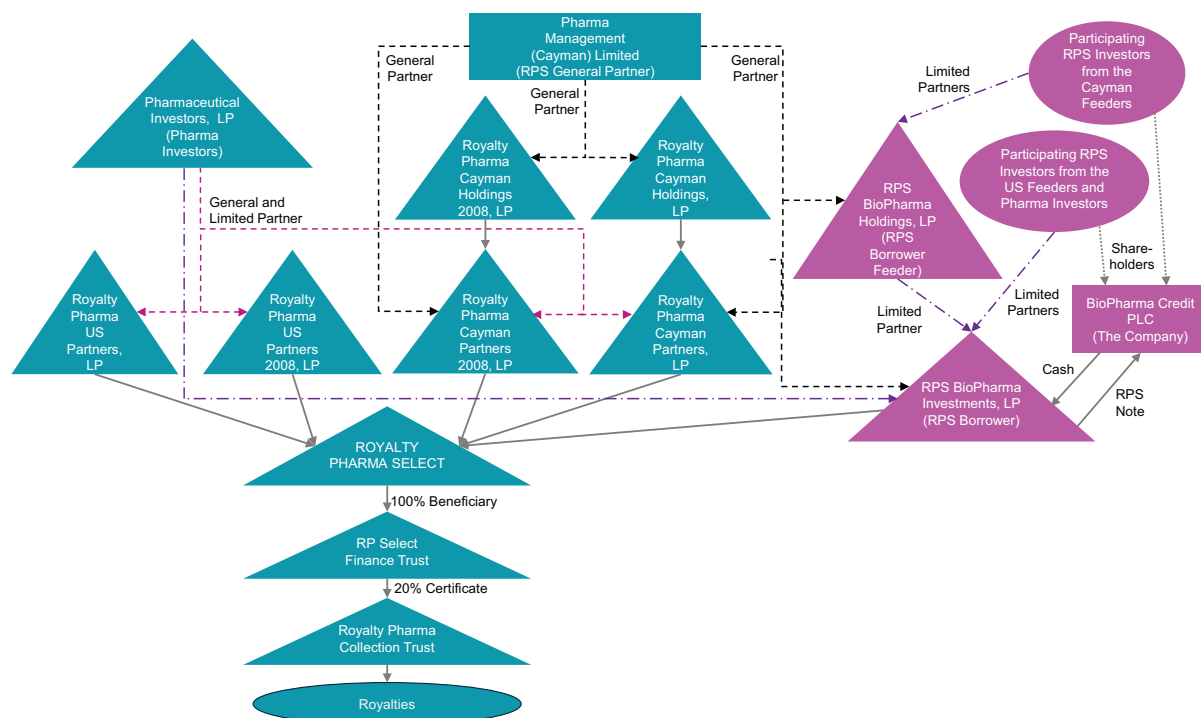 Pharma
Management
(Cayman) Limited
(RPS General Partner)
General
Partner
General
Partner
General
Partner
Participating
RPS Investors
from the
Cayman
Feeders
Limited
Partners
Pharmaceutical
Investors, LP
(Pharma
Investors)
Royalty
Pharma
Cayman
Holdings
2008, LP
Royalty
Pharma
Cayman
Holdings,
LP
RPS
BioPharma
Holdings, LP
(RPS
Borrower
Feeder)
Participating RPS
Investors from the
US Feeders and
Pharma Investors
General and
Limited Partner
Share-
holders
Royalty
Pharma
US
Partners,
LP
Royalty
Pharma
US
Partners
2008, LP
Royalty
Pharma
Cayman
Partners
2008, LP
Royalty
Pharma
Cayman
Partners,
LP
Limited
Partner
Limited
Partners
BioPharma Credit
PLC
(The Company)
Cash
RPS
Note
RPS BioPharma
Investments, LP
(RPS Borrower)
ROYALTY
PHARMA SELECT
100% Beneficiary
RP Select
Finance Trust
20% Certificate
Royalty Pharma
Collection Trust
Royalties